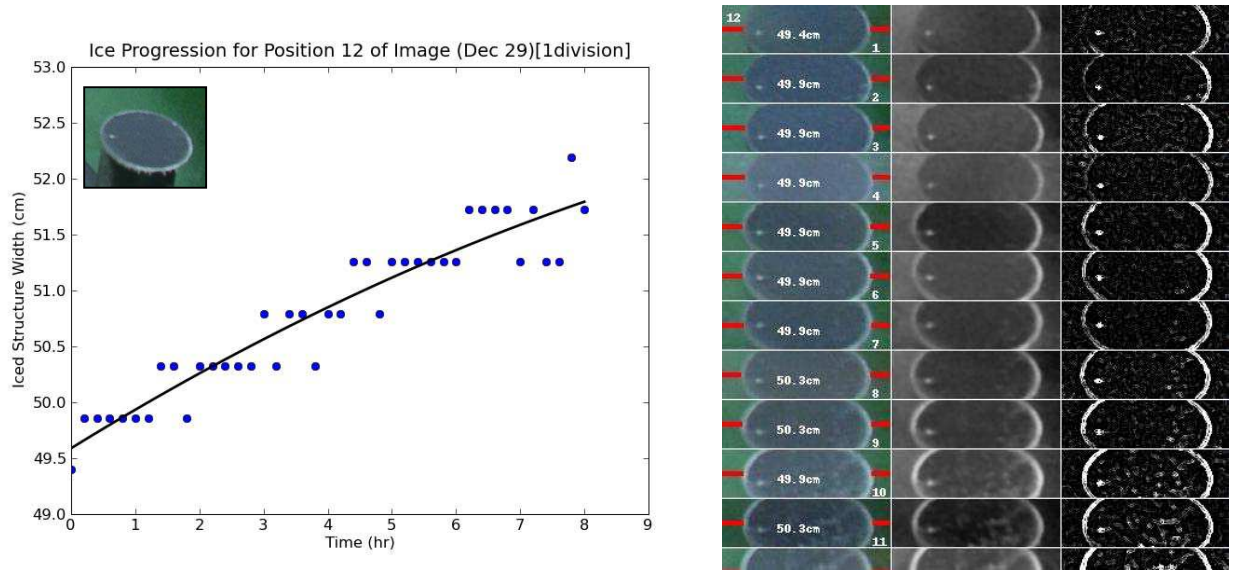 Ice Progression for Position 12 of Image (Dec 29)[1division]
53.0
52.5
52.0
51.5
51.0
50.5
50.0
49.5
49.0
Iced Structure Width (cm)
0 1 2 3 4 5 6 7 8 9
Time (hr)
12
49.4cm
1
49.9cm
2
49.9cm
3
49.9cm
4
49.9cm
5
49.9cm
6
49.9cm
7
50.3cm
8
50.3cm
9
49.9cm
10
50.3cm
11